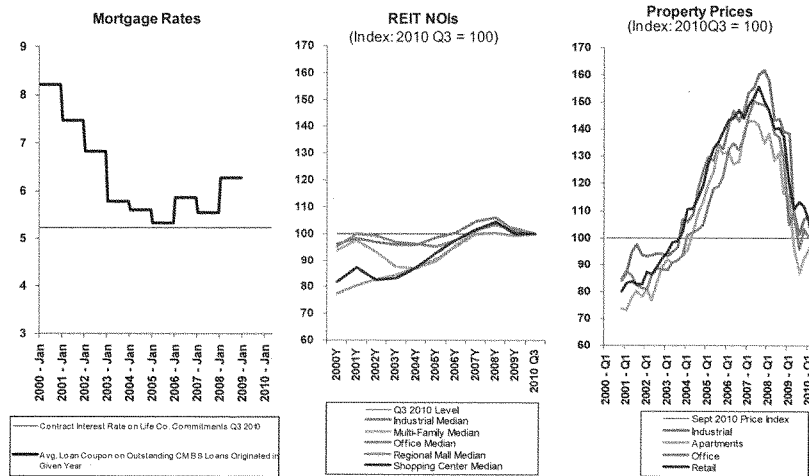 Mortgage Rates
9
8
7
6
5
4
3
2000 - Jan
2001 - Jan
2002 - Jan
2003 - Jan
2004 - Jan
2005 - Jan
2006 - Jan
2007 - Jan
2008 - Jan
2009 - Jan
2010 - Jan
Contract Interest Rate on Life Co. Commitments Q3 2010
Avg. Loan Coupon on Outstanding CMBS Loans Originated in
Given Year
REIT NOIs
(Index: 2010 Q3 = 100)
200
190
180
170
160
150
140
130
120
110
100
90
80
70
60
2000Y
2001Y
2002Y
2003Y
2004Y
2005Y
2006Y
2007Y
2008Y
2009Y
2010 Q3
Q3 2010 Level
Industrial Median
Multi-Family Median
Office Median
Regional Mall Median
Shopping Center Median
Property Prices
(Index: 2010Q3 = 100)
170
160
150
140
130
120
110
100
90
80
70
60
2000 - Q1
2001 - Q1
2002 - Q1
2003 - Q1
2004 - Q1
2005 - Q1
2006 - Q1
2007 - Q1
2008 - Q1
2009 - Q1
2010 - Q1
Sept 2010 Price Index
Industrial
Apartments
Office
Retail